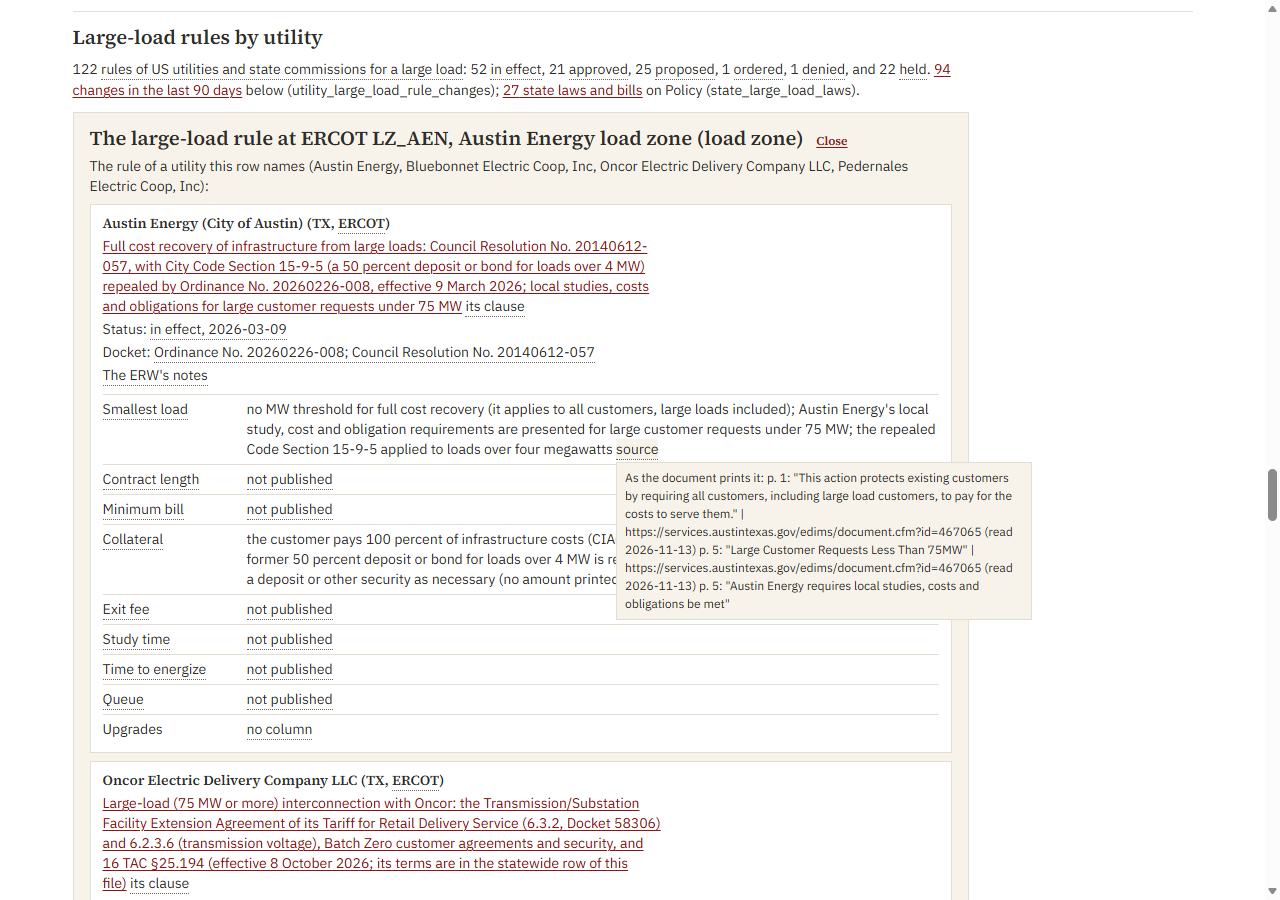 Large-load rules by utility
122 rules of US utilities and state commissions for a large load: 52 in effect, 21 approved, 25 proposed, 1 ordered, 1 denied, and 22 held. 94
changes in the last 90 days below (utility_large_load_rule_changes); 27 state laws and bills on Policy (state_large_load_laws).
The large-load rule at ERCOT LZ_AEN, Austin Energy load zone (load zone) Close
The rule of a utility this row names (Austin Energy, Bluebonnet Electric Coop, Inc, Oncor Electric Delivery Company LLC, Pedernales
Electric Coop, Inc):
Austin Energy (City of Austin) (TX, ERCOT)
Full cost recovery of infrastructure from large loads: Council Resolution No. 20140612-
057, with City Code Section 15-9-5 (a 50 percent deposit or bond for loads over 4 MW)
repealed by Ordinance No. 20260226-008, effective 9 March 2026; local studies, costs
and obligations for large customer requests under 75 MW its clause
Status: in effect, 2026-03-09
Docket: Ordinance No. 20260226-008; Council Resolution No. 20140612-057
The ERW's notes
Smallest load no MW threshold for full cost recovery (it applies to all customers, large loads included); Austin Energy's local
study, cost and obligation requirements are presented for large customer requests under 75 MW; the repealed
Code Section 15-9-5 applied to loads over four megawatts source
As the document prints it: p. 1: "This action protects existing customers
by requiring all customers, including large load customers, to pay for the
costs to serve them." |
https://services.austintexas.gov/edims/document.cfm?id=467065 (read
2026-11-13) p. 5: "Large Customer Requests Less Than 75MW" |
https://services.austintexas.gov/edims/document.cfm?id=467065 (read
2026-11-13) p. 5: "Austin Energy requires local studies, costs and
obligations be met"
Contract length not published
Minimum bill not published
Collateral the customer pays 100 percent of infrastructure costs (CIA
former 50 percent deposit or bond for loads over 4 MW is re
a deposit or other security as necessary (no amount printed
Exit fee not published
Study time not published
Time to energize not published
Queue not published
Upgrades no column
Oncor Electric Delivery Company LLC (TX, ERCOT)
Large-load (75 MW or more) interconnection with Oncor: the Transmission/Substation
Facility Extension Agreement of its Tariff for Retail Delivery Service (6.3.2, Docket 58306)
and 6.2.3.6 (transmission voltage), Batch Zero customer agreements and security, and
16 TAC §25.194 (effective 8 October 2026; its terms are in the statewide row of this
file) its clause